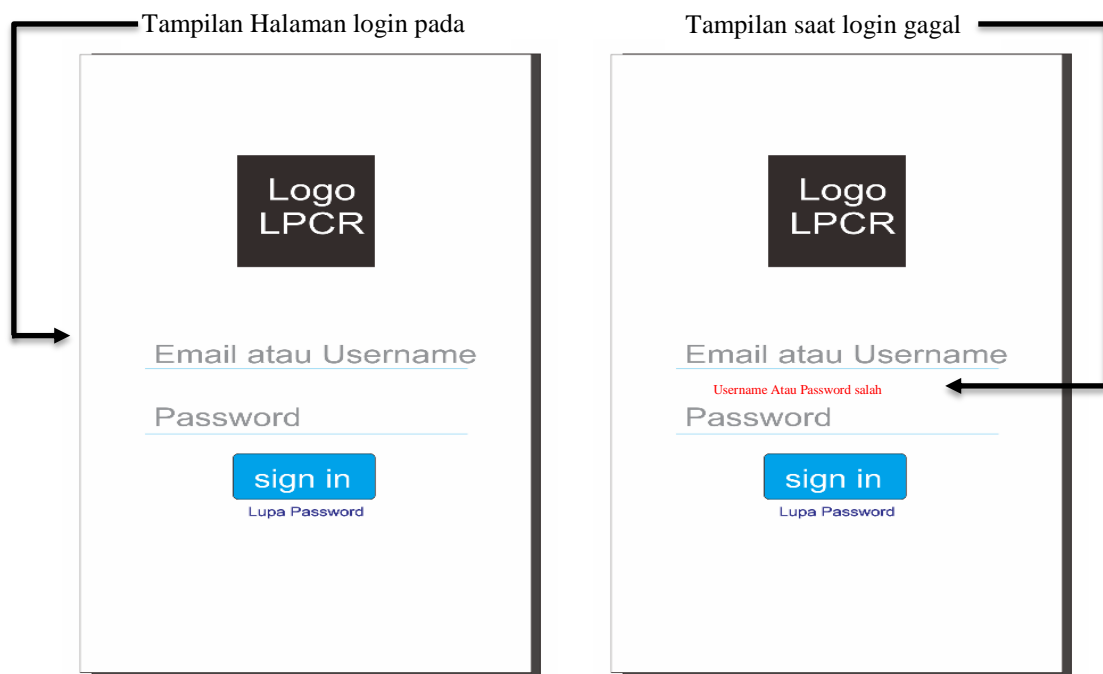 Tampilan Halaman login pada
Logo
LPCR
Email atau Username
Password
sign in
Lupa Password
Tampilan saat login gagal
Logo
LPCR
Email atau Username
Username Atau Password salah
Password
sign in
Lupa Password